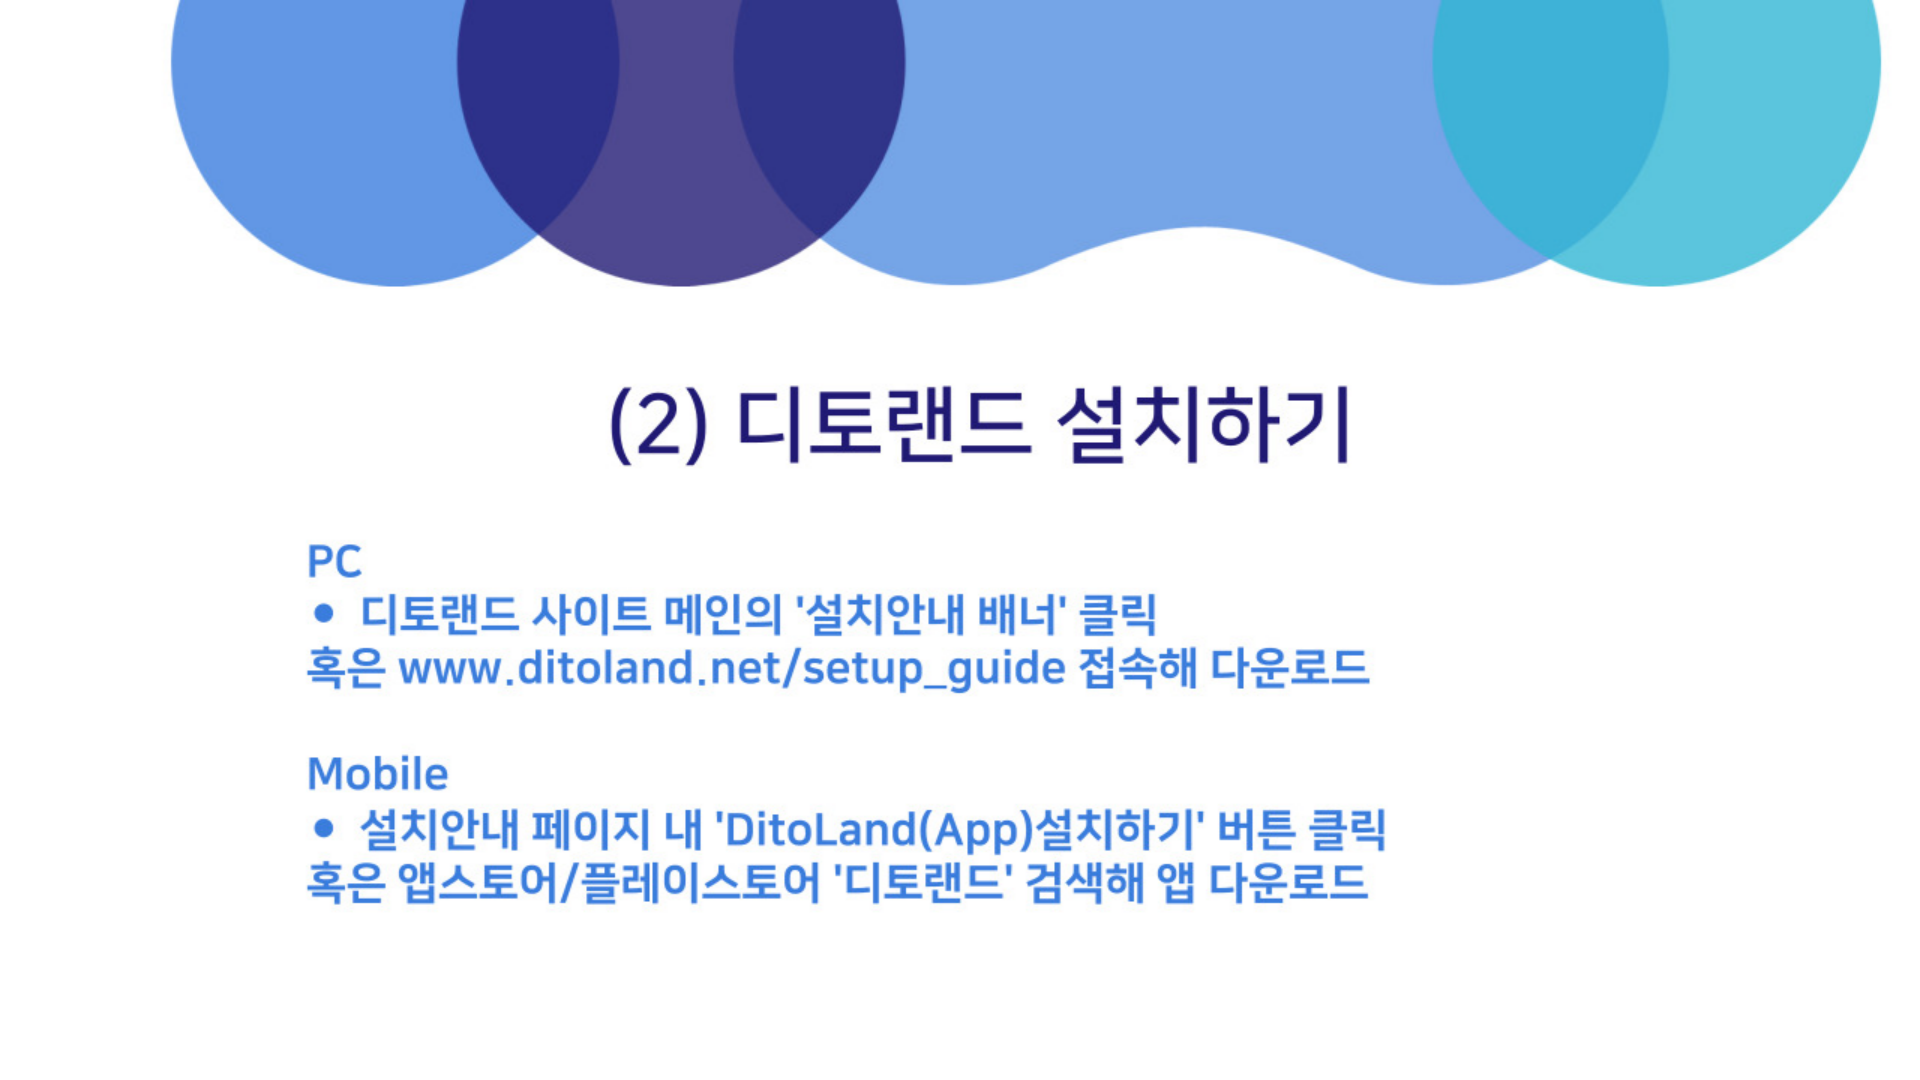 (2) 디토랜드 설치하기
PC
• 디토랜드 사이트 메인의 '설치안내 배너' 클릭
혹은 www.ditoland.net/setup_guide 접속해 다운로드
Mobile
• 설치안내 페이지 내 'DitoLand(App)설치하기' 버튼 클릭
혹은 앱스토어/플레이스토어 '디토랜드' 검색해 앱 다운로드